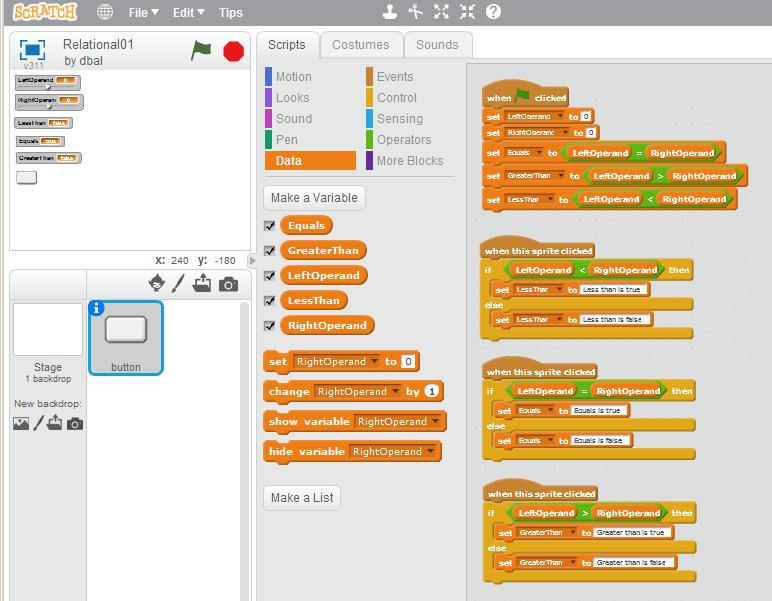 SCRATCH File Edit Tips
Relational01
by dbal
v311
LeftOperand 0
RightOperand 0
LessThan false
Equals true
GreaterThan false
X: 240 y: -180
Stage
1 backdrop
New backdrop:
button
Scripts Costumes Sounds
Motion Events
Looks Control
Sound Sensing
Pen Operators
Data More Blocks
Make a Variable
Equals
GreaterThan
LeftOperand
LessThan
RightOperand
set RightOperand to 0
change RightOperand by 1
show variable RightOperand
hide variable RightOperand
Make a List
when clicked
set LeftOperand to 0
set RightOperand to 0
set Equals to LeftOperand = RightOperand
set GreaterThan to LeftOperand > RightOperand
set LessThar to LeftOperand < RightOperand
when this sprite clicked
if LeftOperand < RightOperand then
set LessThar to Less than is true
else
set LessThar to Less than is false
when this sprite clicked
if LeftOperand = RightOperand then
set Equals to Equals is true
else
set Equals to Equals is false
when this sprite clicked
if LeftOperand > RightOperand then
set GreaterThan to Greater than is true
else
set GreaterThan to Greater than is false